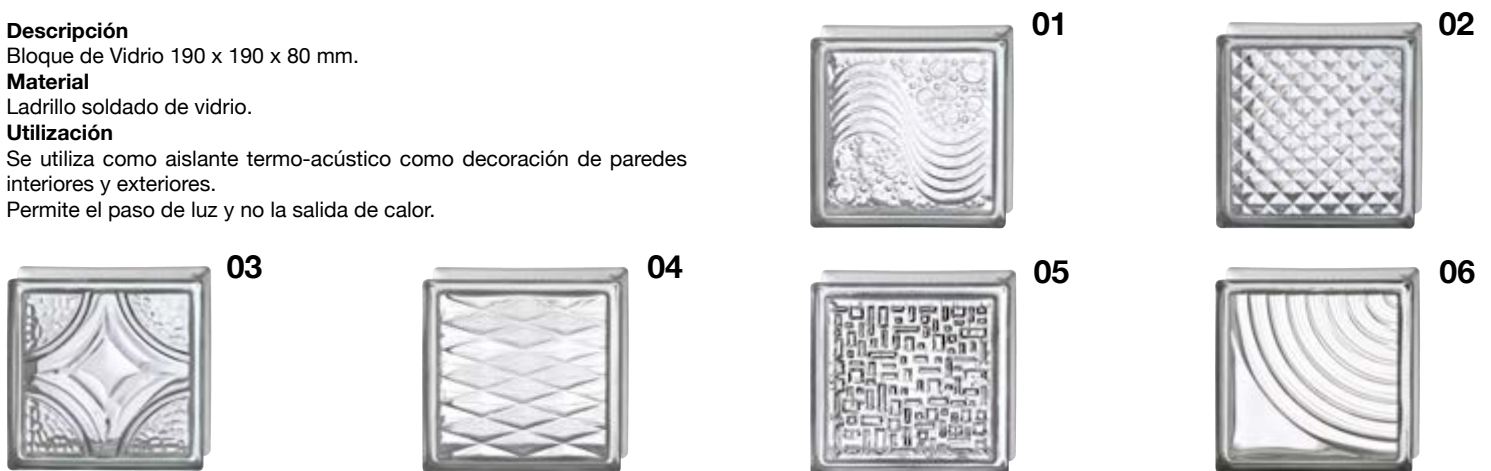 Descripción
Bloque de Vidrio 190 x 190 x 80 mm.
Material
Ladrillo soldado de vidrio.
Utilización
Se utiliza como aislante termo-acústico como decoración de paredes
interiores y exteriores.
Permite el paso de luz y no la salida de calor.
01
02
03
04
05
06